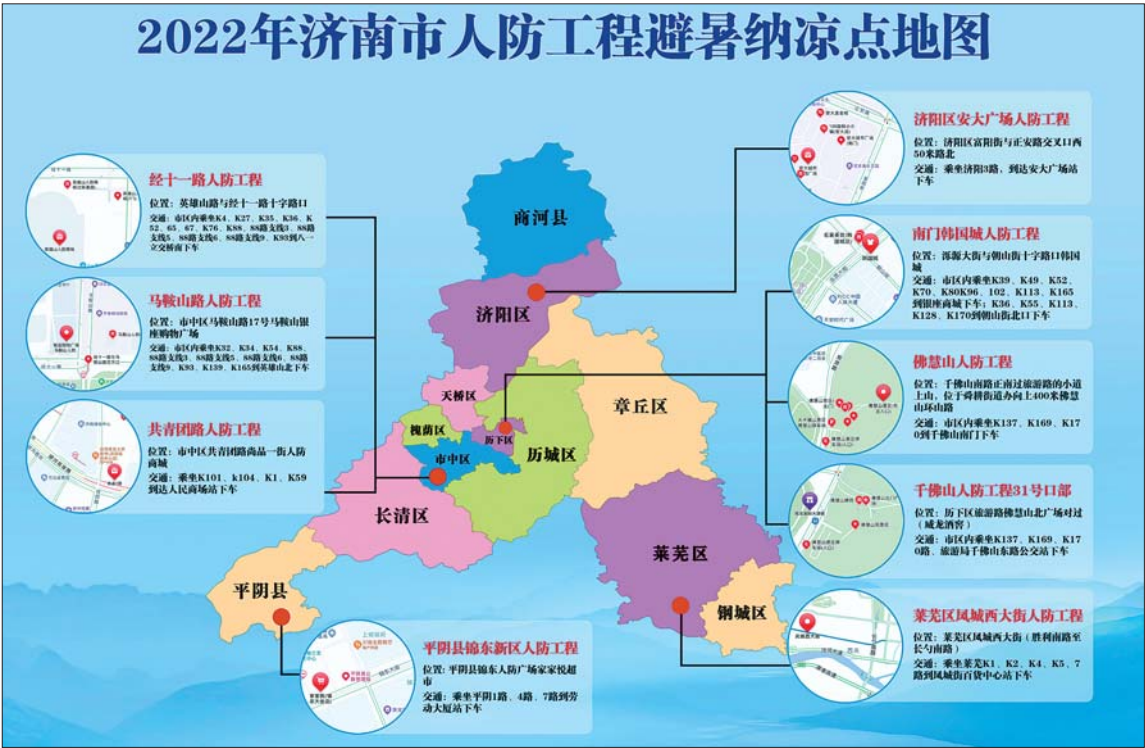 2022年济南市人防工程避暑纳凉点地图
经十一路人防工程
位置：英雄山路与经十一路十字路口
交通：市区内乘坐K4、K27、K35、K36、K
52、65、67、K76、K88、88路支线3、88路
支线5、88路支线6、88路支线9、K93到八一
立交桥南下车
马鞍山路人防工程
位置：市中区马鞍山路17号马鞍山银
座购物广场
交通：市区内乘坐K32、K34、K54、K88、
88路支线3、88路支线5、88路支线6、88路
支线9、K93、K139、K165到英雄山北下车
共青团路人防工程
位置：市中区共青团路尚品一街人防
商城
交通：乘坐K101、k104、K1、K59
到达人民商场站下车
商河县
济阳区
天桥区
槐荫区
历下区
市中区
历城区
章丘区
长清区
平阴县
莱芜区
钢城区
平阴县锦东新区人防工程
位置：平阴县锦东人防广场家家悦超
市
交通：乘坐平阴1路、4路、7路到劳
动大厦站下车
济阳区安大广场人防工程
位置：济阳区富阳街与正安路交叉口西
50米路北
交通：乘坐济阳3路，到达安大广场站
下车
南门韩国城人防工程
位置：泺源大街与朝山街十字路口韩国
城
交通：市区内乘坐K39、K49、K52、
K70、K80K96、102、K113、K165
到银座商城下车；K36、K55、K113、
K128、K170到朝山街北口下车
佛慧山人防工程
位置：千佛山南路正南过旅游路的小道
上山，位于舜耕街道办向上400米佛慧
山环山路
交通：市区内乘坐K137、K169、K17
0到千佛山南门下车
千佛山人防工程31号口部
位置：历下区旅游路佛慧山北广场对过
（威龙酒窖）
交通：市区内乘坐K137、K169、K17
0路、旅游局千佛山东路公交站下车
莱芜区凤城西大街人防工程
位置：莱芜区凤城西大街（胜利南路至
长勺南路）
交通：乘坐莱芜K1、K2、K4、K5、7
路到凤城街百货中心站下车